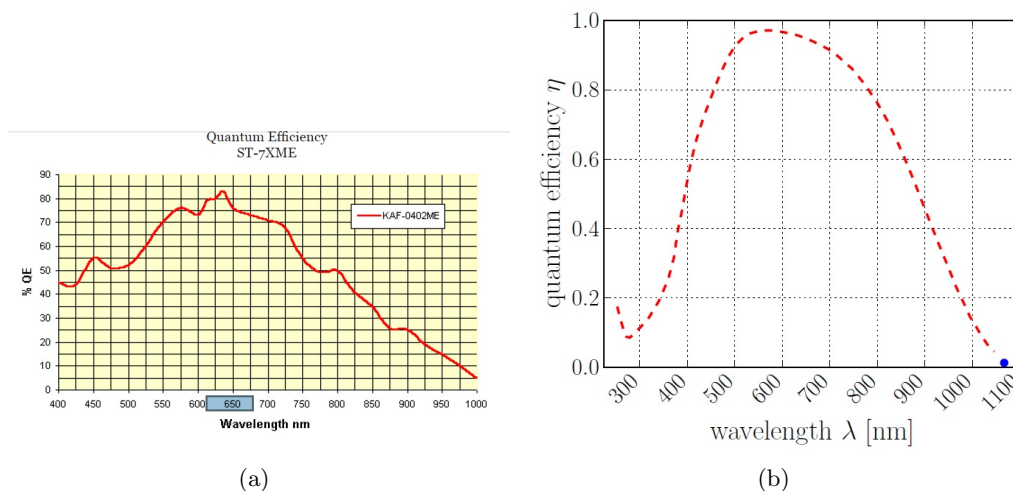 Quantum Efficiency
ST-7XME
90
80
70
60
50
40
30
20
10
0
% QE
KAF-0402ME
400 450 500 550 600 650 700 750 800 850 900 950 1000
Wavelength nm
(a)
1.0
0.8
0.6
0.4
0.2
0.0
quantum efficiency η
300 400 500 600 700 800 900 1000 1100
wavelength λ [nm]
(b)